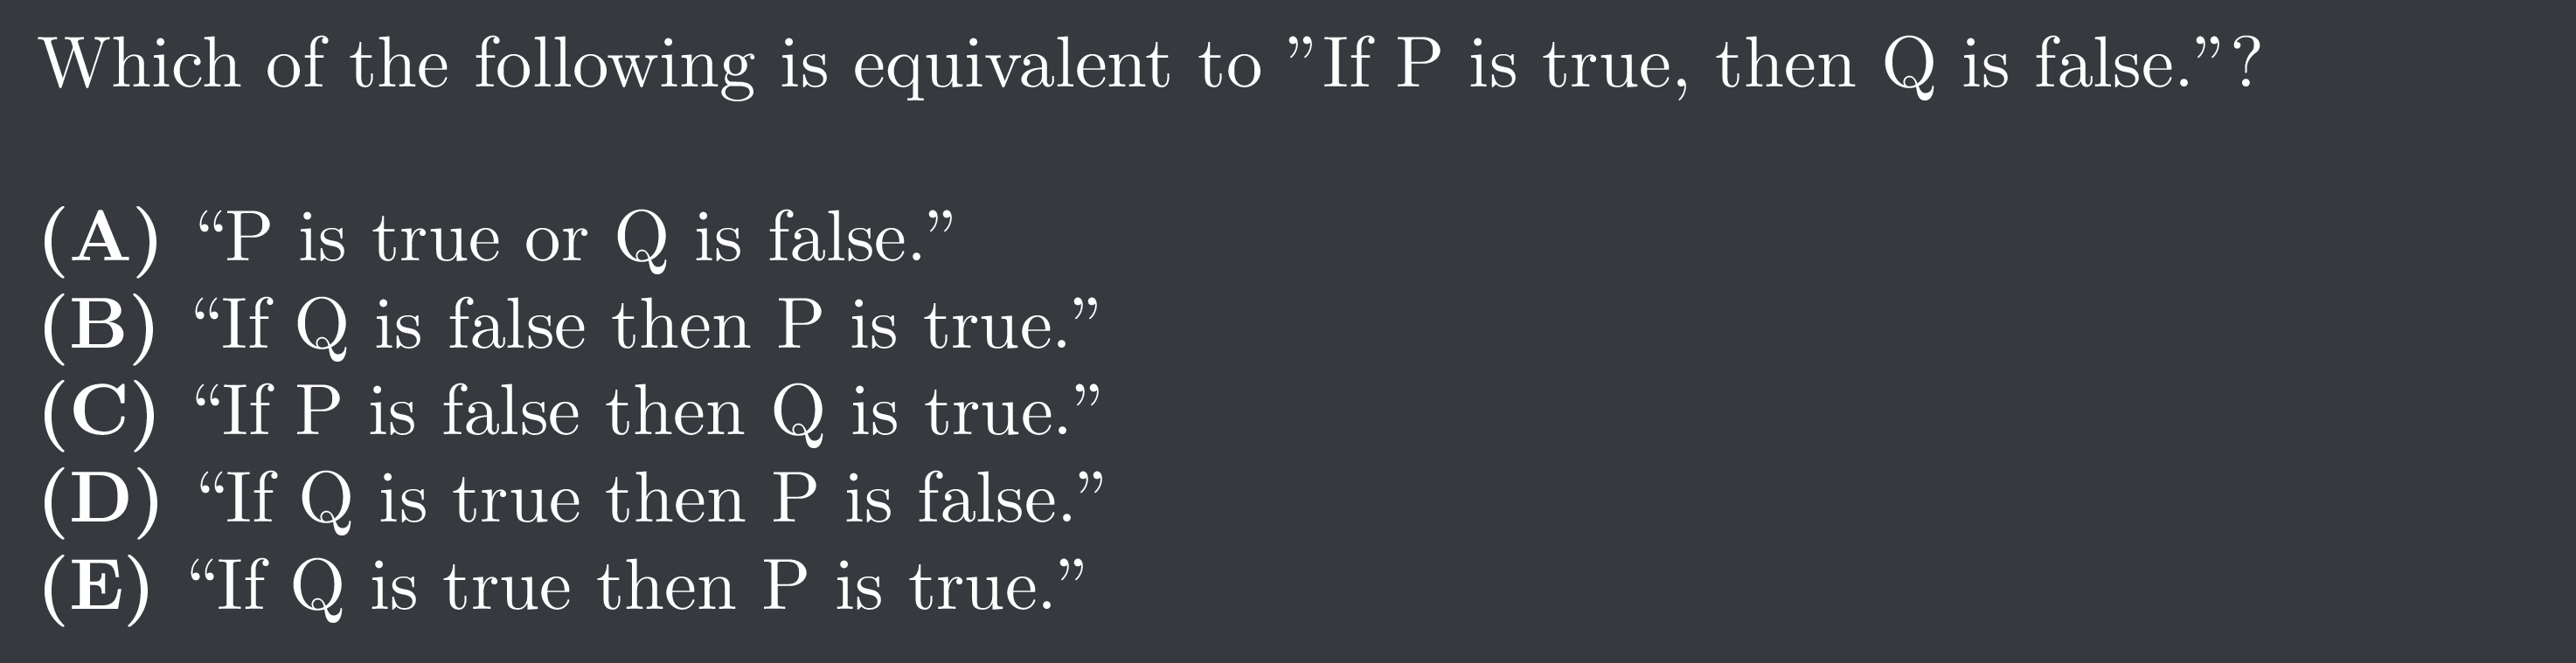 Which of the following is equivalent to ”If P is true, then Q is false.”?
(A) “P is true or Q is false.”
(B) “If Q is false then P is true.”
(C) “If P is false then Q is true.”
(D) “If Q is true then P is false.”
(E) “If Q is true then P is true.”